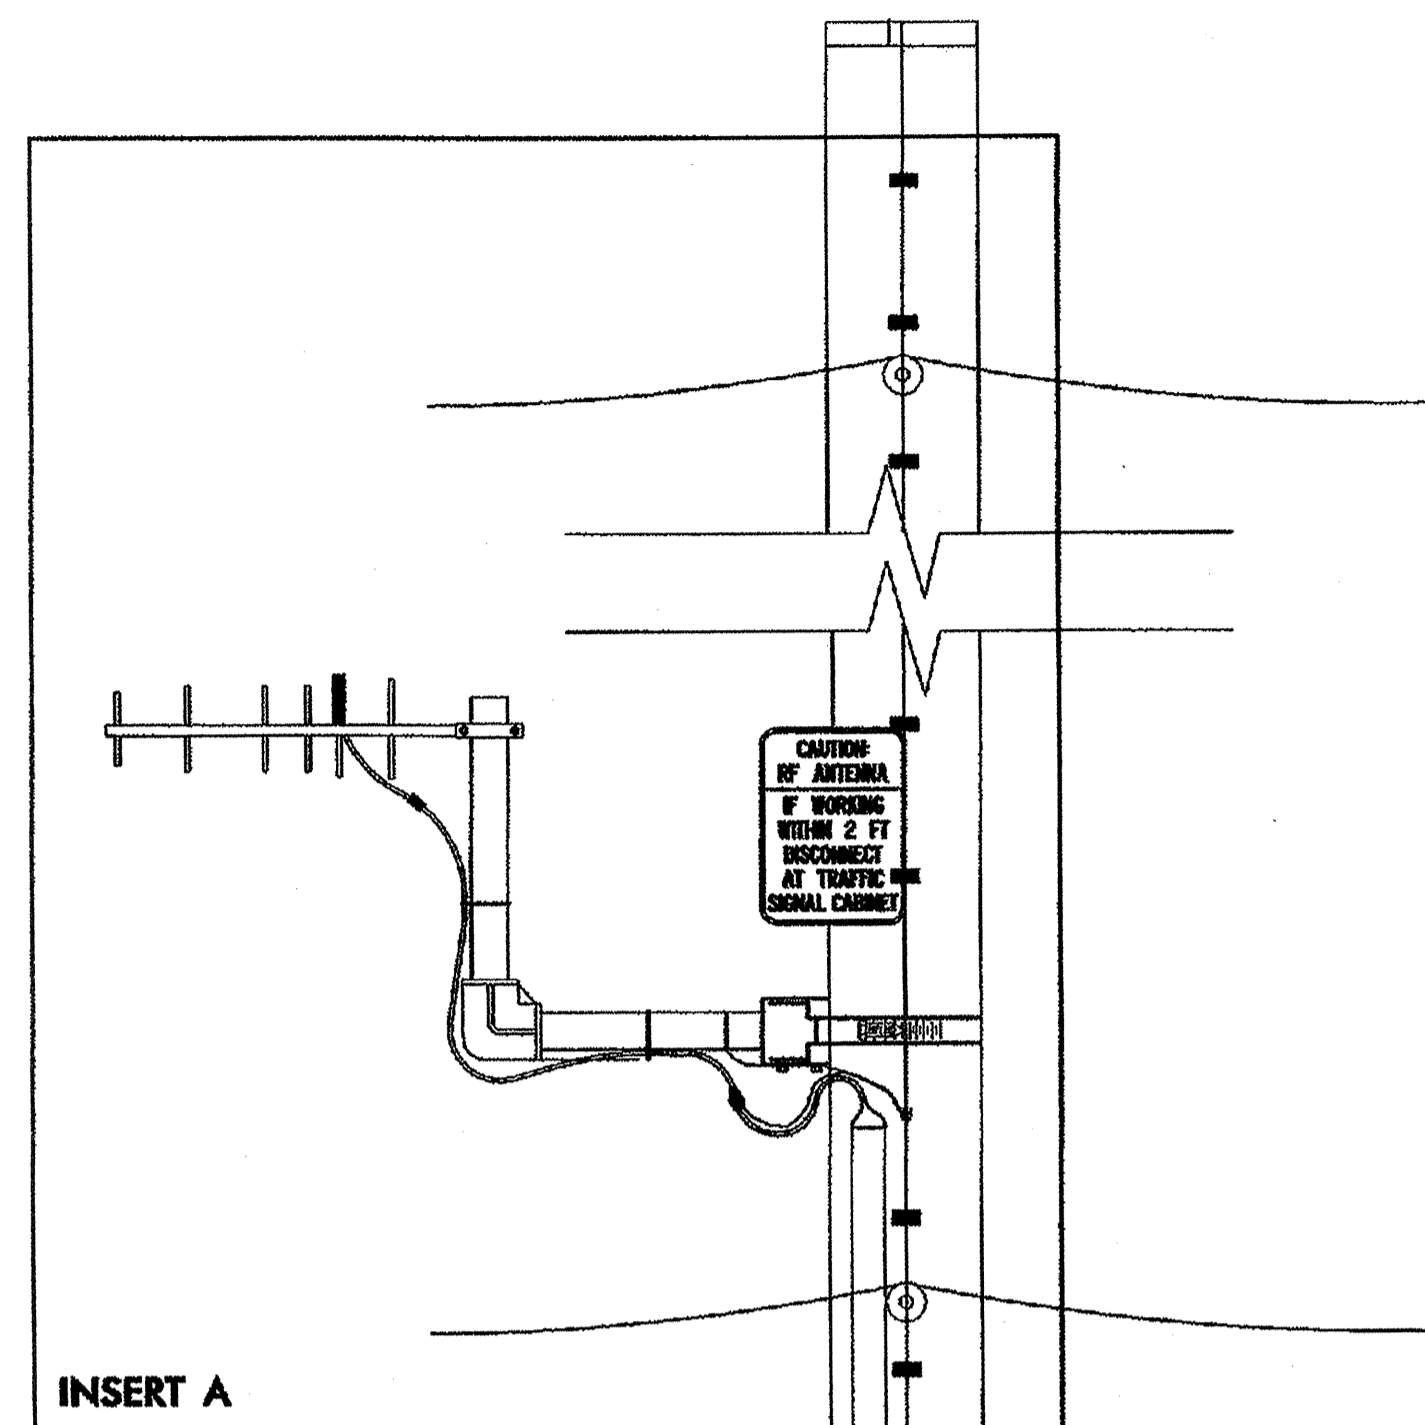 CAUTION:
RF ANTENNA
IF WORKING
WITHIN 2 FT
DISCONNECT
AT TRAFFIC
SIGNAL CABINET
INSERT A